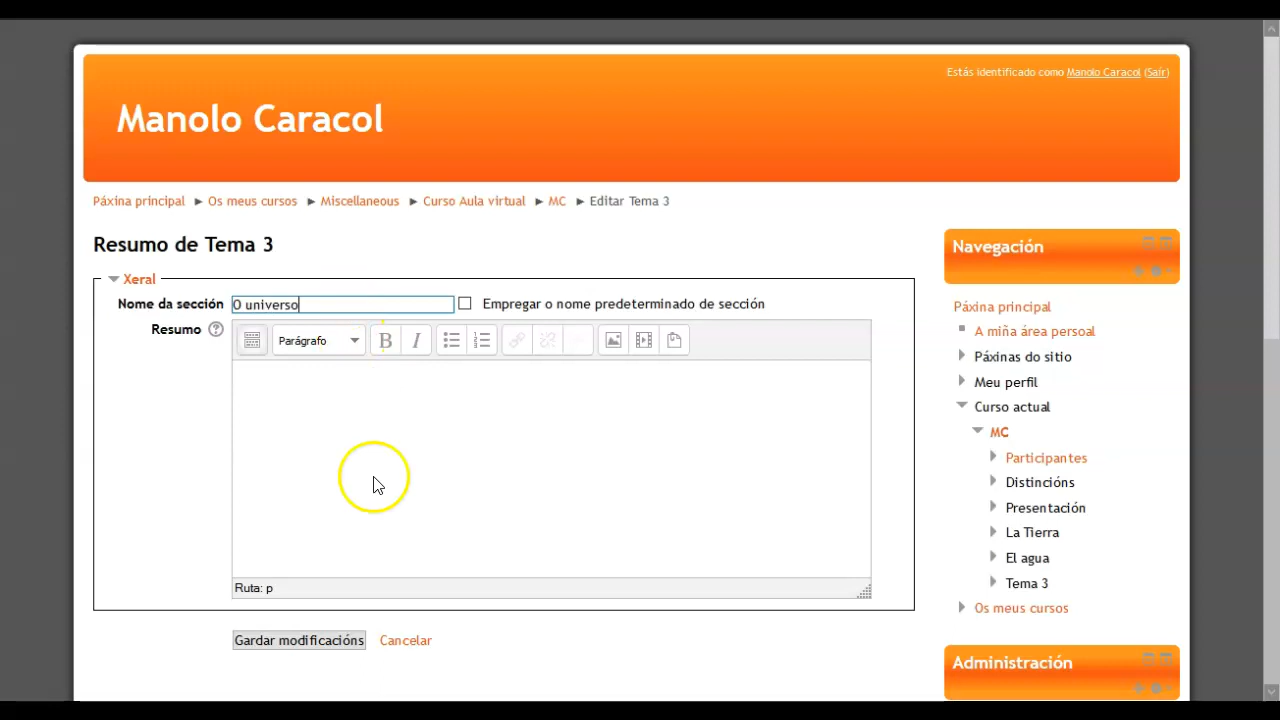 Estás identificado como Manolo Caracol (Saír)
Manolo Caracol
Páxina principal ► Os meus cursos ► Miscellaneous ► Curso Aula virtual ► MC ► Editar Tema 3
Resumo de Tema 3
Xeral
Nome da sección O universo Empregar o nome predeterminado de sección
Resumo
Parágrafo B I
Ruta: p
Gardar modificacións Cancelar
Navegación
Páxina principal
A miña área persoal
Páxinas do sitio
Meu perfil
Curso actual
MC
Participantes
Distincións
Presentación
La Tierra
El agua
Tema 3
Os meus cursos
Administración